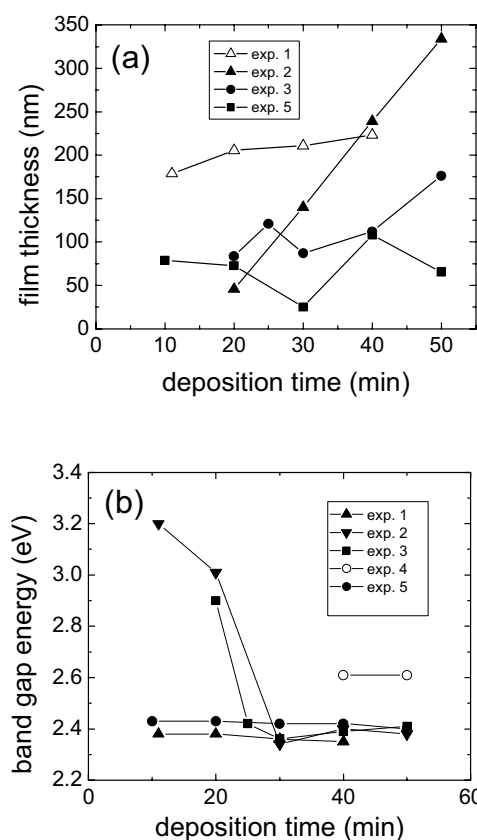 (a)
exp. 1
exp. 2
exp. 3
exp. 5
film thickness (nm)
350
300
250
200
150
100
50
0
0 10 20 30 40 50
deposition time (min)
(b)
exp. 1
exp. 2
exp. 3
exp. 4
exp. 5
band gap energy (eV)
3.4
3.2
3.0
2.8
2.6
2.4
2.2
0 20 40 60
deposition time (min)